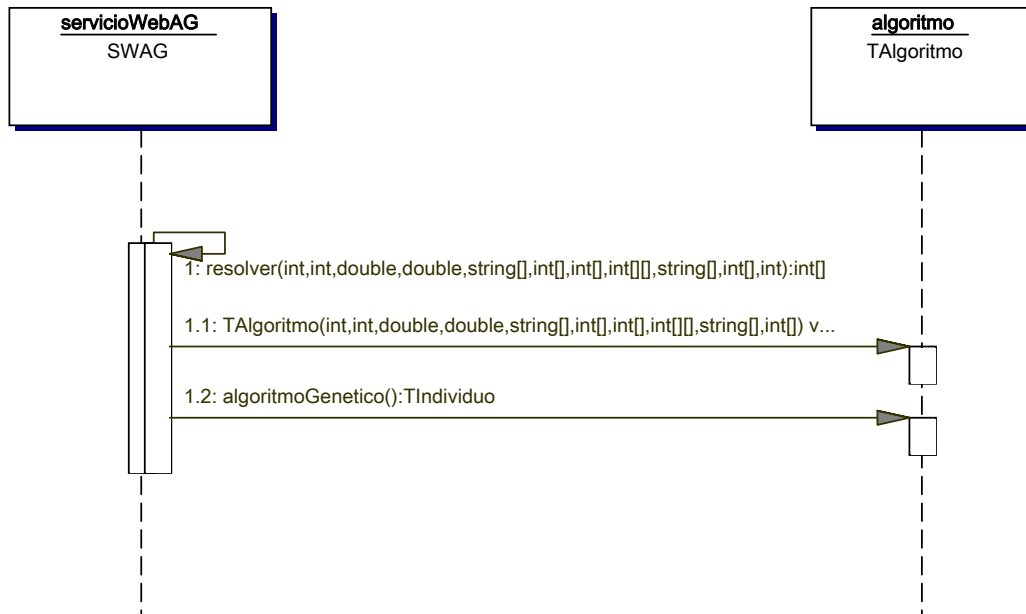 servicioWebAG
SWAG
algoritmo
TAlgoritmo
1: resolver(int,int,double,double,string[],int[],int[],int[][],string[],int[],int):int[]
1.1: TAlgoritmo(int,int,double,double,string[],int[],int[],int[][],string[],int[]) v...
1.2: algoritmoGenetico():TIndividuo